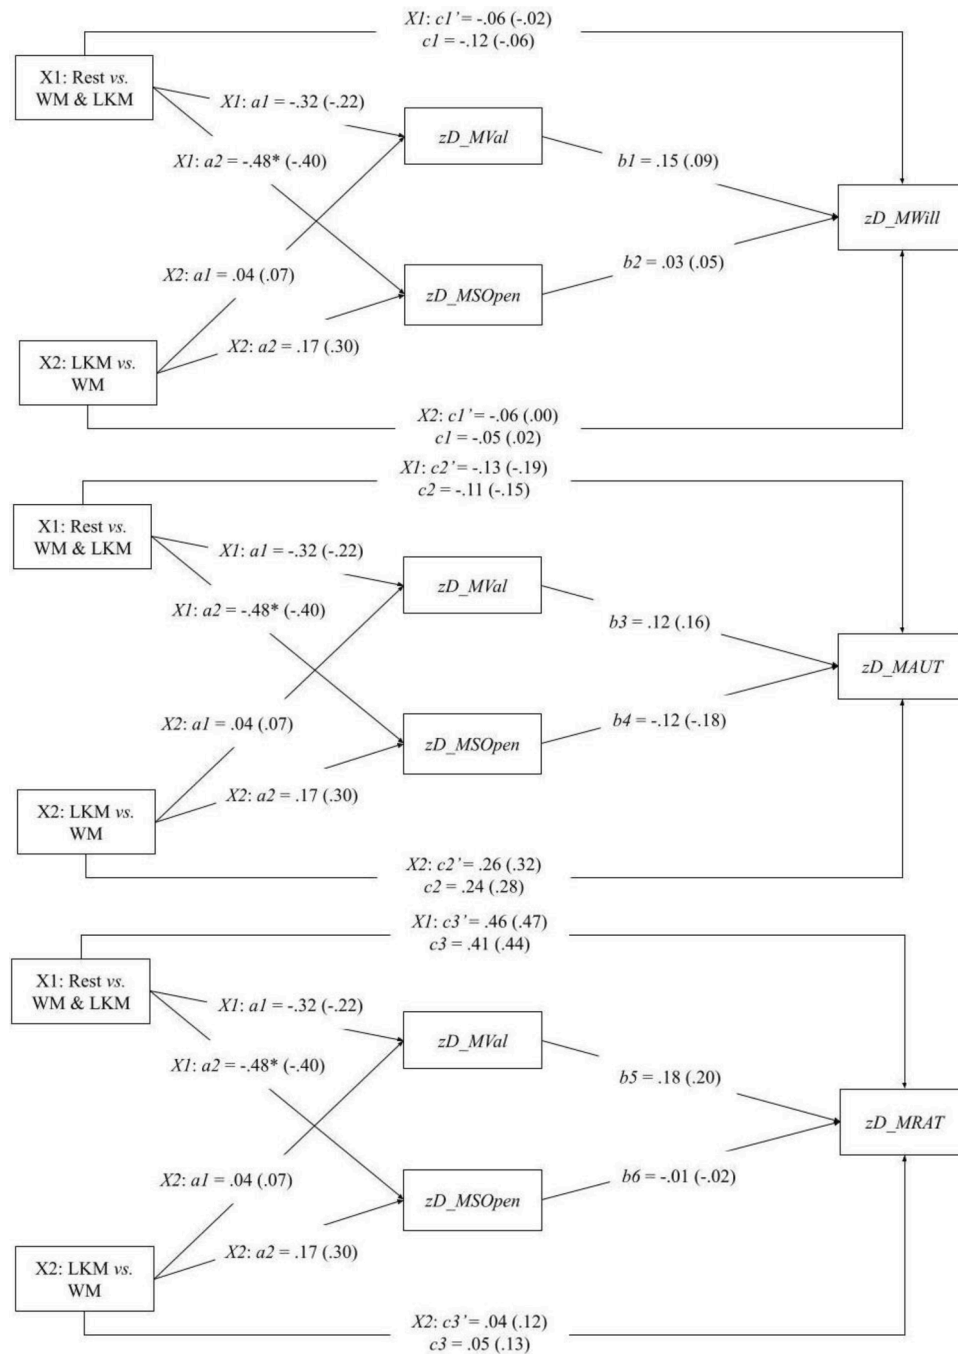 X1: c1’ = -.06 (-.02)
c1 = -.12 (-.06)
X1: Rest vs.
WM & LKM
X1: a1 = -.32 (-.22)
zD_MVal
X1: a2 = -.48* (-.40)
b1 = .15 (.09)
zD_MWill
X2: a1 = .04 (.07)
b2 = .03 (.05)
zD_MSOpen
X2: a2 = .17 (.30)
X2: LKM vs.
WM
X2: c1’ = -.06 (.00)
c1 = -.05 (.02)
X1: c2’ = -.13 (-.19)
c2 = -.11 (-.15)
X1: Rest vs.
WM & LKM
X1: a1 = -.32 (-.22)
zD_MVal
X1: a2 = -.48* (-.40)
b3 = .12 (.16)
zD_MAUT
X2: a1 = .04 (.07)
b4 = -.12 (-.18)
zD_MSOpen
X2: a2 = .17 (.30)
X2: LKM vs.
WM
X2: c2’ = .26 (.32)
c2 = .24 (.28)
X1: c3’ = .46 (.47)
c3 = .41 (.44)
X1: Rest vs.
WM & LKM
X1: a1 = -.32 (-.22)
zD_MVal
X1: a2 = -.48* (-.40)
b5 = .18 (.20)
zD_MRAT
X2: a1 = .04 (.07)
b6 = -.01 (-.02)
zD_MSOpen
X2: a2 = .17 (.30)
X2: LKM vs.
WM
X2: c3’ = .04 (.12)
c3 = .05 (.13)